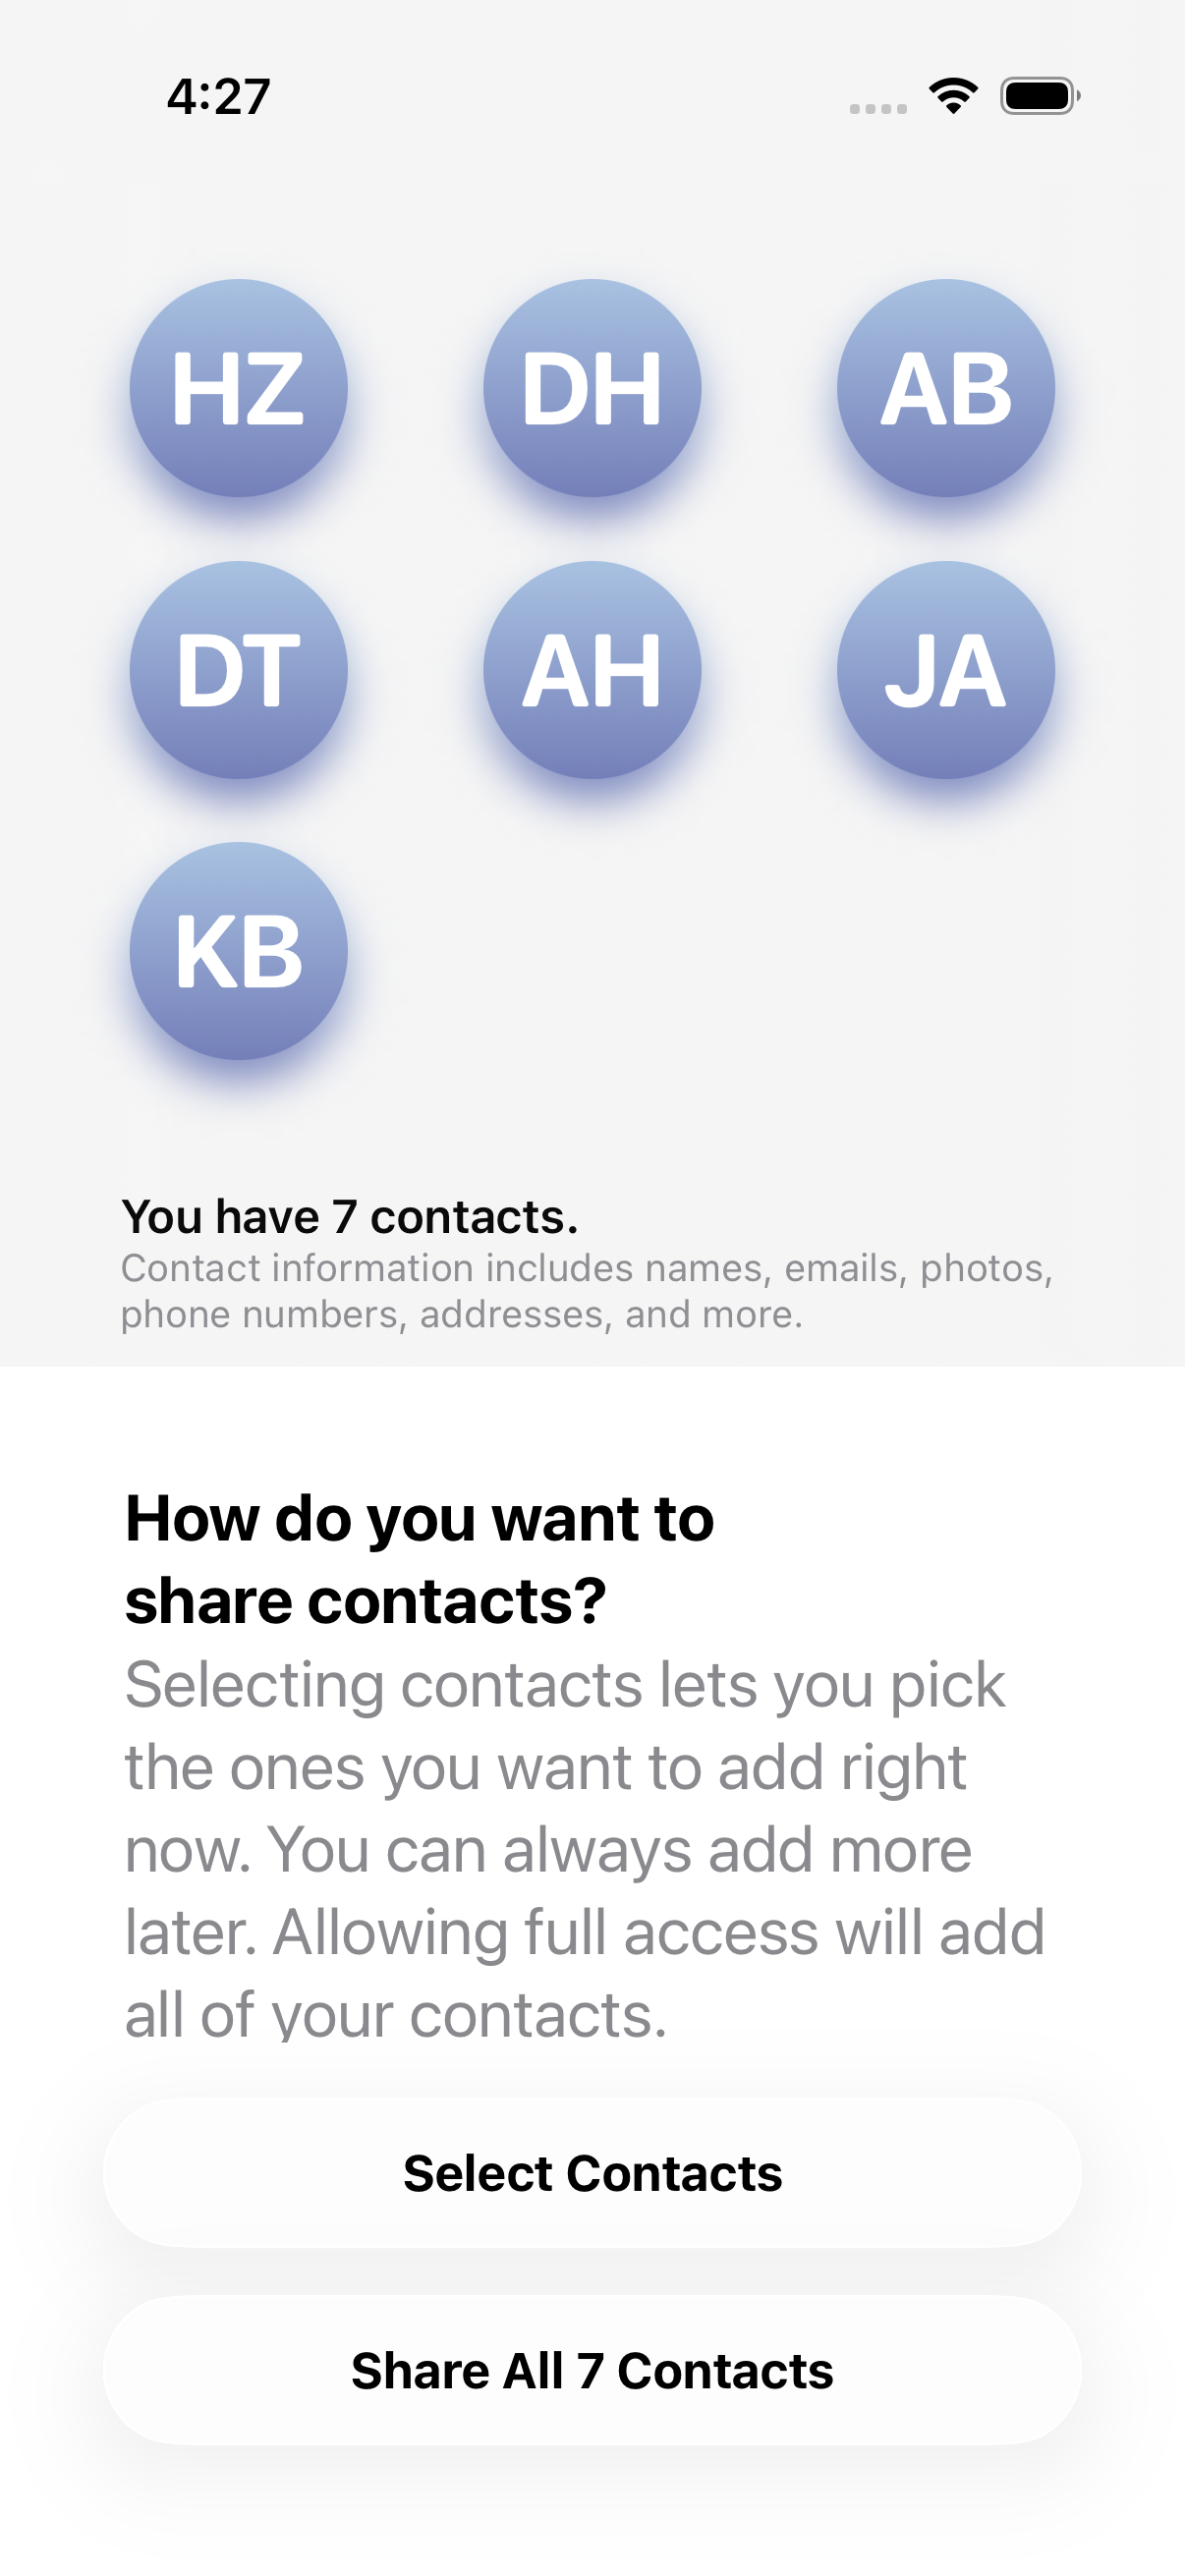 4:27
HZ
DH
AB
DT
AH
JA
KB
You have 7 contacts.
Contact information includes names, emails, photos,
phone numbers, addresses, and more.
How do you want to
share contacts?
Selecting contacts lets you pick
the ones you want to add right
now. You can always add more
later. Allowing full access will add
all of your contacts.
Select Contacts
Share All 7 Contacts